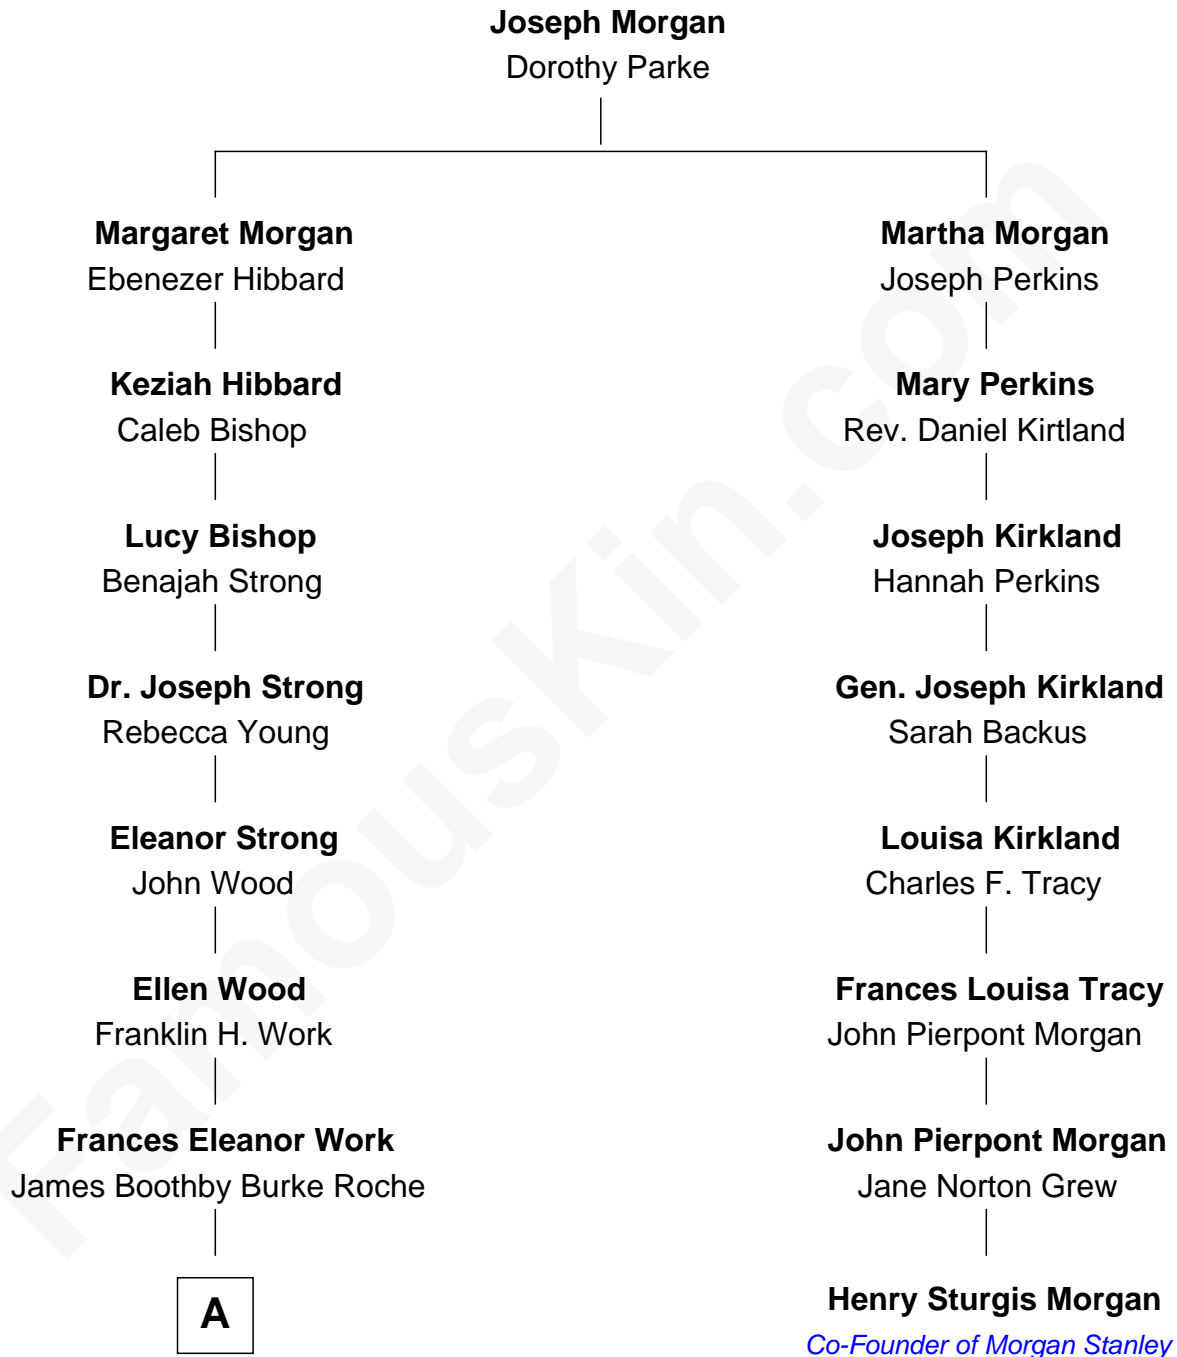 Joseph Morgan
Dorothy Parke
Margaret Morgan
Ebenezer Hibbard
Martha Morgan
Joseph Perkins
Keziah Hibbard
Caleb Bishop
Mary Perkins
Rev. Daniel Kirtland
Lucy Bishop
Benajah Strong
Joseph Kirkland
Hannah Perkins
Dr. Joseph Strong
Rebecca Young
Gen. Joseph Kirkland
Sarah Backus
Eleanor Strong
John Wood
Louisa Kirkland
Charles F. Tracy
Ellen Wood
Franklin H. Work
Frances Louisa Tracy
John Pierpont Morgan
Frances Eleanor Work
James Boothby Burke Roche
John Pierpont Morgan
Jane Norton Grew
A
Henry Sturgis Morgan
Co-Founder of Morgan Stanley
FamousKin.com